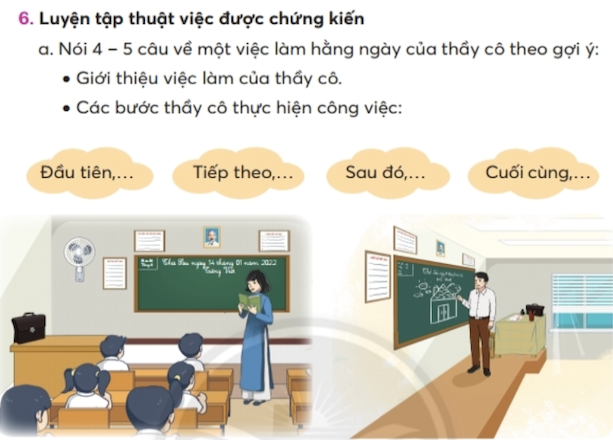 6. Luyện tập thuật việc được chứng kiến
a. Nói 4 – 5 câu về một việc làm hằng ngày của thầy cô theo gợi ý:
• Giới thiệu việc làm của thầy cô.
• Các bước thầy cô thực hiện công việc:
Đầu tiên,... Tiếp theo,... Sau đó,... Cuối cùng,...
Thứ Sáu ngày 14 tháng 01 năm 2022
Tiếng Việt